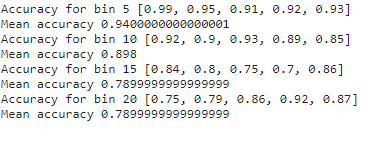 Accuracy for bin 5 [0.99, 0.95, 0.91, 0.92, 0.93]
Mean accuracy 0.9400000000000001
Accuracy for bin 10 [0.92, 0.9, 0.93, 0.89, 0.85]
Mean accuracy 0.898
Accuracy for bin 15 [0.84, 0.8, 0.75, 0.7, 0.86]
Mean accuracy 0.7899999999999999
Accuracy for bin 20 [0.75, 0.79, 0.86, 0.92, 0.87]
Mean accuracy 0.7899999999999999